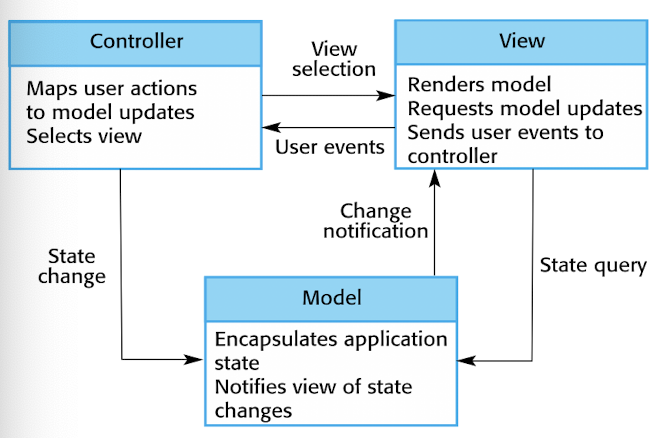 Controller
Maps user actions
to model updates
Selects view
View
selection
User events
View
Renders model
Requests model updates
Sends user events to
controller
State
change
Change
notification
State query
Model
Encapsulates application
state
Notifies view of state
changes